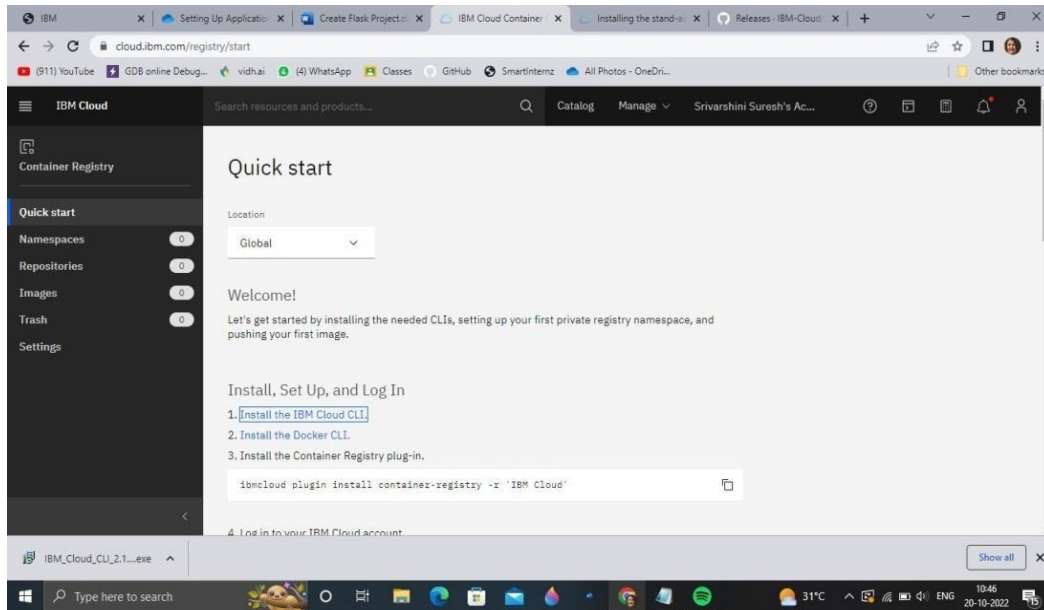 IBM
Setting Up Applicatio
Create Flask Project.d
IBM Cloud Container
Installing the stand-al
Releases · IBM-Cloud
cloud.ibm.com/registry/start
(911) YouTube
GDB online Debug...
vidh.ai
(4) WhatsApp
Classes
GitHub
SmartInternz
All Photos - OneDri...
Other bookmarks
IBM Cloud
Search resources and products...
Catalog
Manage
Srivarshini Suresh's Ac...
Container Registry
Quick start
Namespaces 0
Repositories 0
Images 0
Trash 0
Settings
Quick start
Location
Global
Welcome!
Let's get started by installing the needed CLIs, setting up your first private registry namespace, and
pushing your first image.
Install, Set Up, and Log In
1. Install the IBM Cloud CLI.
2. Install the Docker CLI.
3. Install the Container Registry plug-in.
ibmcloud plugin install container-registry -r 'IBM Cloud'
4. Log in to your IBM Cloud account
IBM_Cloud_CLI_2.1....exe
Show all
Type here to search
31°C
ENG
10:46
20-10-2022
15